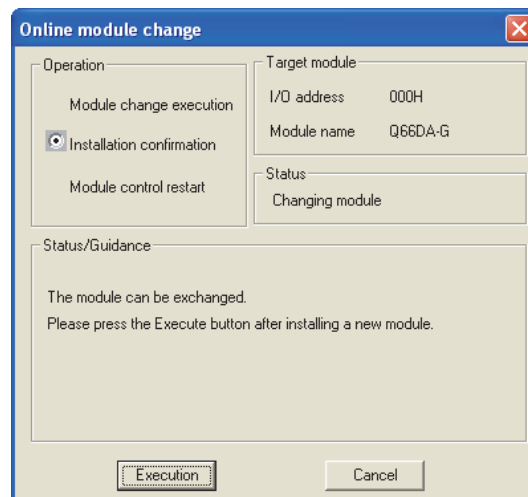 Online module change
Operation
Module change execution
Installation confirmation
Module control restart
Target module
I/O address 000H
Module name Q66DA-G
Status
Changing module
Status/Guidance
The module can be exchanged.
Please press the Execute button after installing a new module.
Execution Cancel